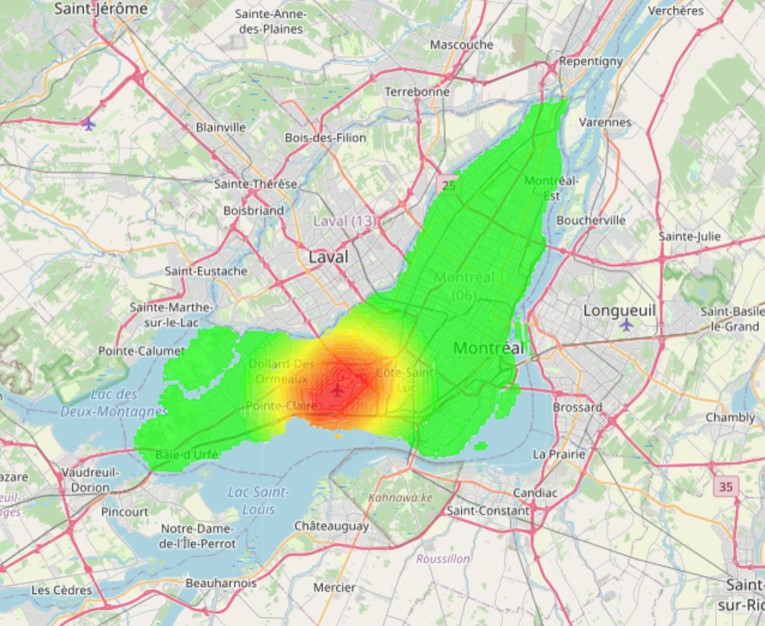 Saint-Jérôme
Sainte-Anne-
des-Plaines
Verchères
Mascouche
Repentigny
Terrebonne
Varennes
Blainville
Bois-des-Filion
25
Montréal-
Est
Sainte-Thérèse
Boisbriand
Laval (13)
Boucherville
Sainte-Julie
Laval
Saint-Eustache
Montréal
(06)
Sainte-Marthe-
sur-le-Lac
Longueuil
Saint-Basile
le-Grand
Pointe-Calumet
Montréal
Dollard-Des
Ormeaux
Côte-Saint-
Luc
Lac des
Deux-Montagnes
Pointe-Claire
Brossard
Chambly
Baie-d'Urfé
La Prairie
Vaudreuil-
Dorion
35
Lac Saint-
Louis
Kahnawá:ke
Candiac
Pincourt
Saint-Constant
Notre-Dame-
de-l'Île-Perrot
Châteauguay
Roussillon
Les Cèdres
Beauharnois
Mercier
Saint-
sur-Ric